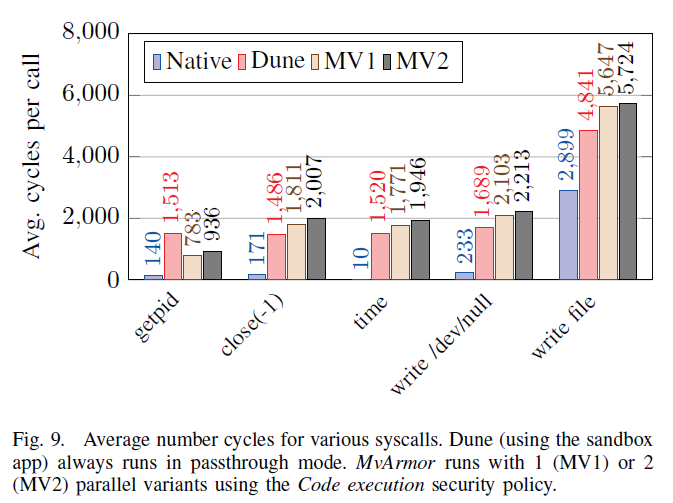 8,000
6,000
4,000
2,000
0
Avg. cycles per call
Native Dune MV1 MV2
140 1,513 783 936
171 1,486 1,811 2,007
10 1,520 1,771 1,946
233 1,689 2,103 2,213
2,899 4,841 5,647 5,724
getpid
close(-1)
time
write /dev/null
write file
Fig. 9. Average number cycles for various syscalls. Dune (using the sandbox
app) always runs in passthrough mode. MvArmor runs with 1 (MV1) or 2
(MV2) parallel variants using the Code execution security policy.